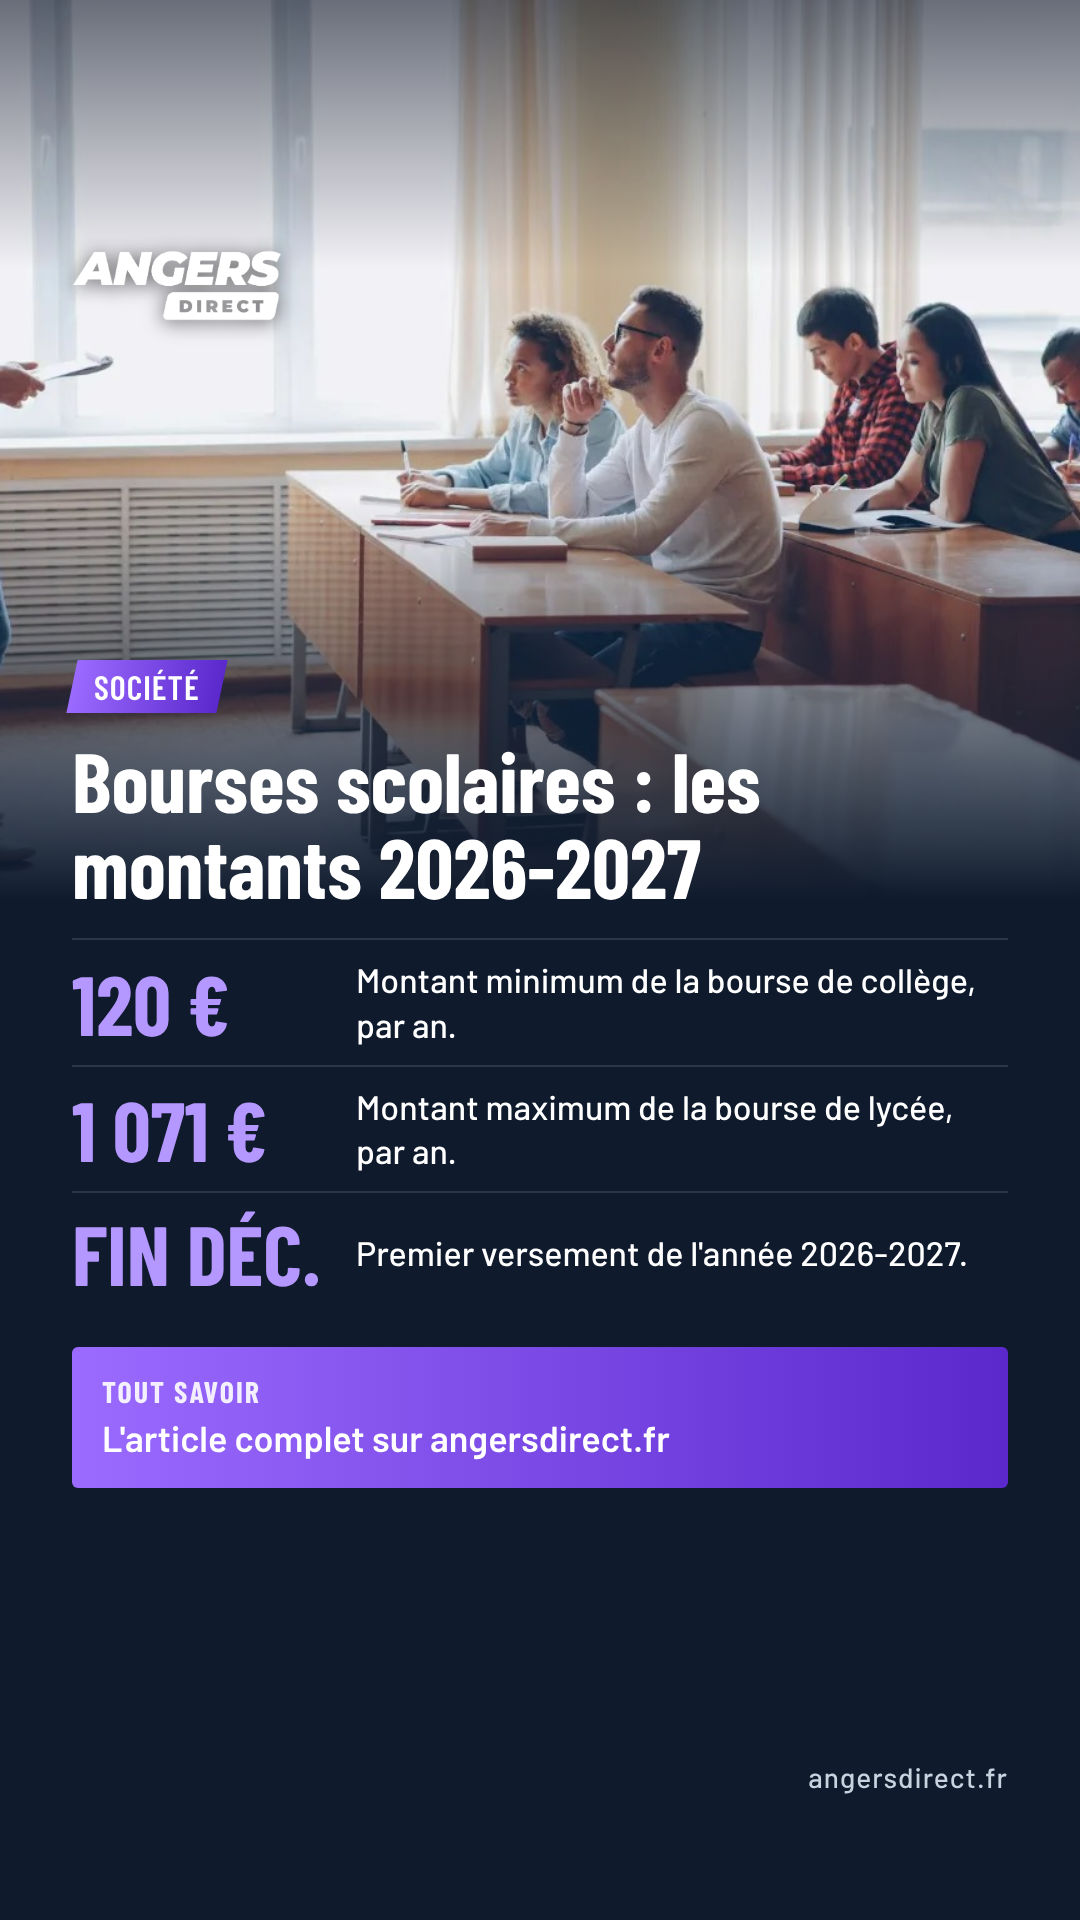 ANGERS
DIRECT
SOCIÉTÉ
Bourses scolaires : les
montants 2026-2027
120 €
Montant minimum de la bourse de collège,
par an.
1 071 €
Montant maximum de la bourse de lycée,
par an.
FIN DÉC.
Premier versement de l'année 2026-2027.
TOUT SAVOIR
L'article complet sur angersdirect.fr
angersdirect.fr